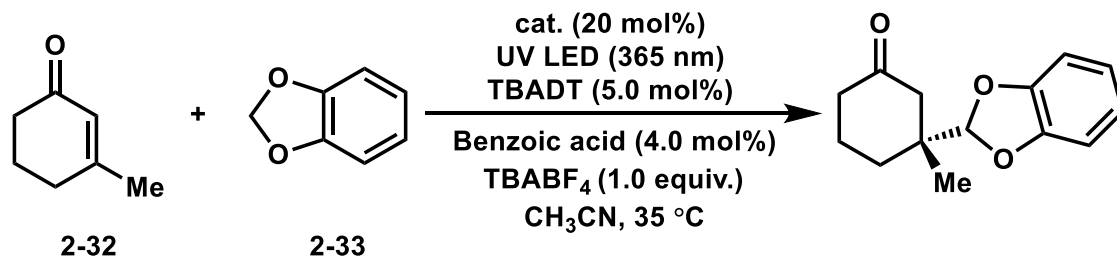 O
Me
2-32
+
O
O
2-33
cat. (20 mol%)
UV LED (365 nm)
TBADT (5.0 mol%)
Benzoic acid (4.0 mol%)
TBABF₄ (1.0 equiv.)
CH₃CN, 35 °C
O
O
O
Me